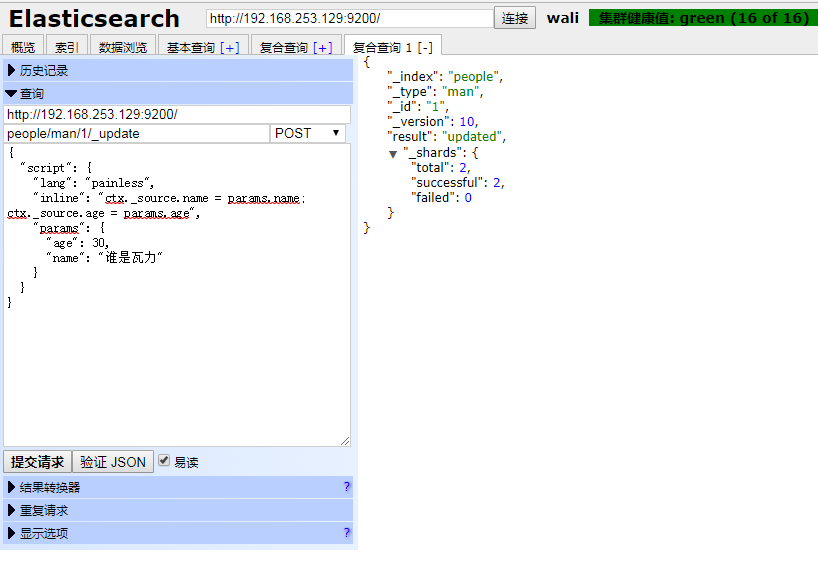 Elasticsearch http://192.168.253.129:9200/ 连接 wali 集群健康值: green (16 of 16)
概览 索引 数据浏览 基本查询 [+] 复合查询 [+] 复合查询 1 [-]
历史记录
查询
http://192.168.253.129:9200/
people/man/1/_update POST
{
"script": {
"lang": "painless",
"inline": "ctx._source.name = params.name;
ctx._source.age = params.age",
"params": {
"age": 30,
"name": "谁是瓦力"
}
}
}
提交请求 验证 JSON 易读
结果转换器 ?
重复请求
显示选项 ?
{
"_index": "people",
"_type": "man",
"_id": "1",
"_version": 10,
"result": "updated",
"_shards": {
"total": 2,
"successful": 2,
"failed": 0
}
}